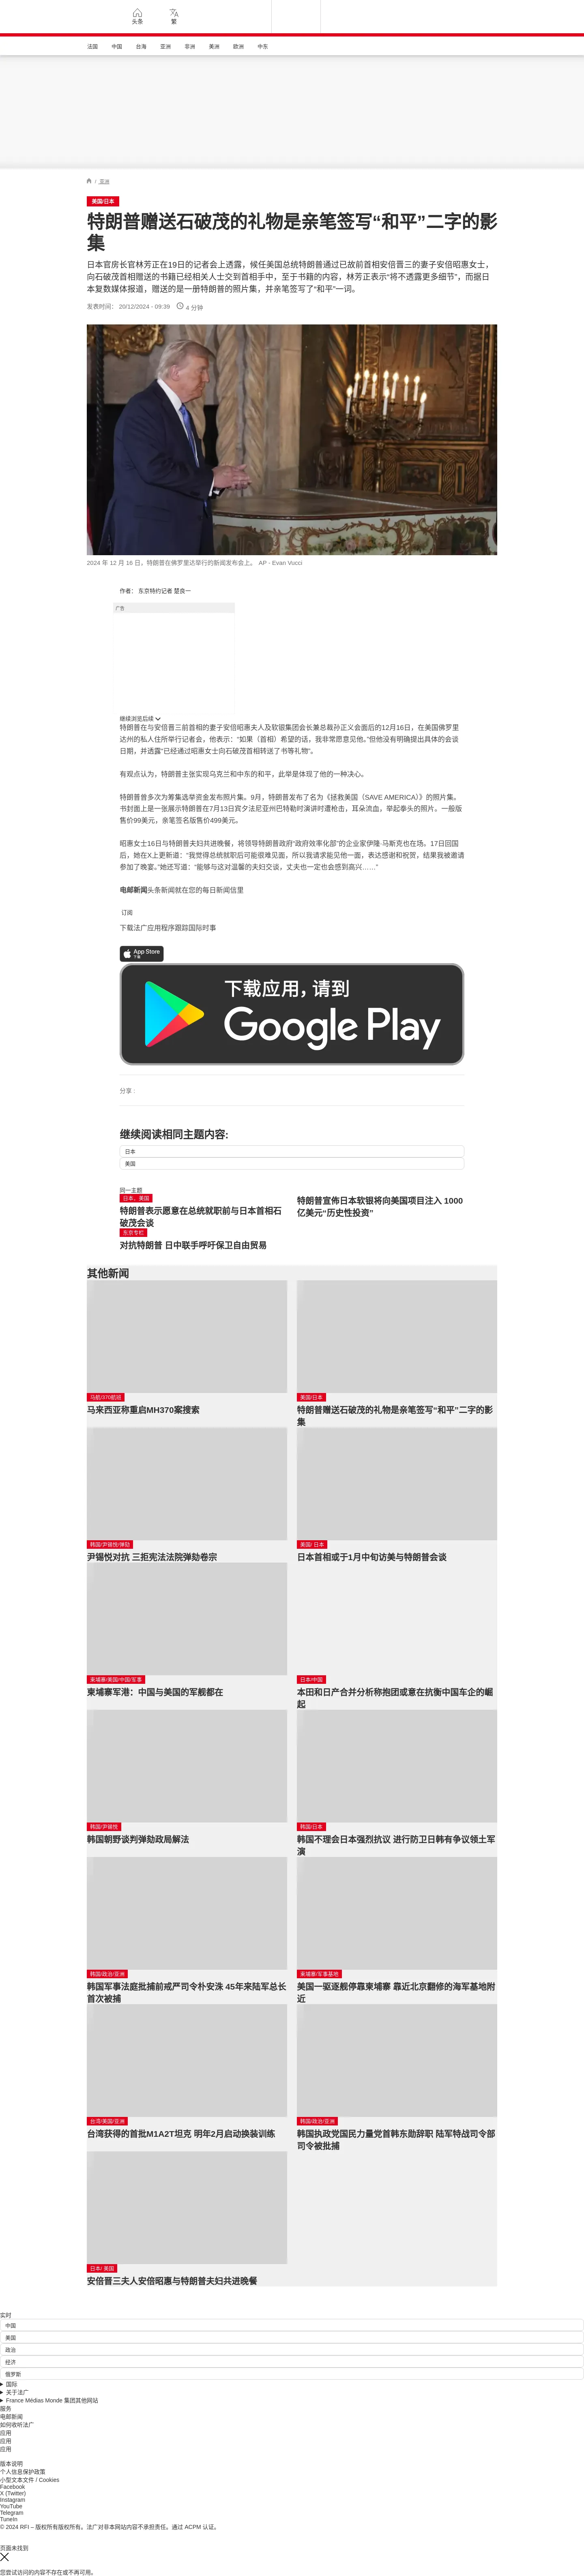 头条
繁
法国
中国
台海
亚洲
非洲
美洲
欧洲
中东
/ 亚洲
美国/日本
特朗普赠送石破茂的礼物是亲笔签写“和平”二字的影
集
日本官房长官林芳正在19日的记者会上透露，候任美国总统特朗普通过已故前首相安倍晋三的妻子安倍昭惠女士，
向石破茂首相赠送的书籍已经相关人士交到首相手中，至于书籍的内容，林芳正表示“将不透露更多细节”，而据日
本复数媒体报道，赠送的是一册特朗普的照片集，并亲笔签写了“和平”一词。
发表时间： 20/12/2024 - 09:39 4 分钟
2024 年 12 月 16 日，特朗普在佛罗里达举行的新闻发布会上。 AP - Evan Vucci
作者： 东京特约记者 楚良一
广告
继续浏览后续
特朗普在与安倍晋三前首相的妻子安倍昭惠夫人及软银集团会长兼总裁孙正义会面后的12月16日，在美国佛罗里
达州的私人住所举行记者会，他表示：“如果（首相）希望的话，我非常愿意见他。”但他没有明确提出具体的会谈
日期，并透露“已经通过昭惠女士向石破茂首相转送了书等礼物”。
有观点认为，特朗普主张实现乌克兰和中东的和平，此举是体现了他的一种决心。
特朗普曾多次为筹集选举资金发布照片集。9月，特朗普发布了名为《拯救美国（SAVE AMERICA）》的照片集。
书封面上是一张展示特朗普在7月13日宾夕法尼亚州巴特勒时演讲时遭枪击，耳朵流血，举起拳头的照片，一般版
售价99美元，亲笔签名版售价499美元。
昭惠女士16日与特朗普夫妇共进晚餐，将领导特朗普政府“政府效率化部”的企业家伊隆·马斯克也在场。17日回国
后，她在X上更新道：“我觉得总统就职后可能很难见面，所以我请求能见他一面，表达感谢和祝贺，结果我被邀请
参加了晚宴。”她还写道：“能够与这对温馨的夫妇交谈，丈夫也一定也会感到高兴……”
电邮新闻头条新闻就在您的每日新闻信里
订阅
下载法广应用程序跟踪国际时事
App Store
下载
下载应用，请到
Google Play
分享 :
继续阅读相同主题内容:
日本
美国
同一主题
日本，美国
特朗普表示愿意在总统就职前与日本首相石
破茂会谈
特朗普宣佈日本软银将向美国项目注入 1000
亿美元"历史性投资"
东京专栏
对抗特朗普 日中联手呼吁保卫自由贸易
其他新闻
马航/370航班
马来西亚称重启MH370案搜索
美国/日本
特朗普赠送石破茂的礼物是亲笔签写“和平”二字的影
集
韩国/尹锡悦/弹劾
尹锡悦对抗 三拒宪法法院弹劾卷宗
美国/ 日本
日本首相或于1月中旬访美与特朗普会谈
柬埔寨/美国/中国/军事
柬埔寨军港：中国与美国的军舰都在
日本/中国
本田和日产合并分析称抱团或意在抗衡中国车企的崛
起
韩国/尹锡悦
韩国朝野谈判弹劾政局解法
韩国/日本
韩国不理会日本强烈抗议 进行防卫日韩有争议领土军
演
韩国/政治/亚洲
韩国军事法庭批捕前戒严司令朴安洙 45年来陆军总长
首次被捕
柬埔寨/军事基地
美国一驱逐舰停靠柬埔寨 靠近北京翻修的海军基地附
近
台湾/美国/亚洲
台湾获得的首批M1A2T坦克 明年2月启动换装训练
韩国/政治/亚洲
韩国执政党国民力量党首韩东勋辞职 陆军特战司令部
司令被批捕
日本/ 美国
安倍晋三夫人安倍昭惠与特朗普夫妇共进晚餐
实时
中国
美国
政治
经济
俄罗斯
国际
关于法广
France Médias Monde 集团其他网站
服务
电邮新闻
如何收听法广
应用
应用
应用
版本说明
个人信息保护政策
小型文本文件 / Cookies
Facebook
X (Twitter)
Instagram
YouTube
Telegram
TuneIn
© 2024 RFI – 版权所有版权所有。法广对非本网站内容不承担责任。通过 ACPM 认证。
页面未找到
您尝试访问的内容不存在或不再可用。